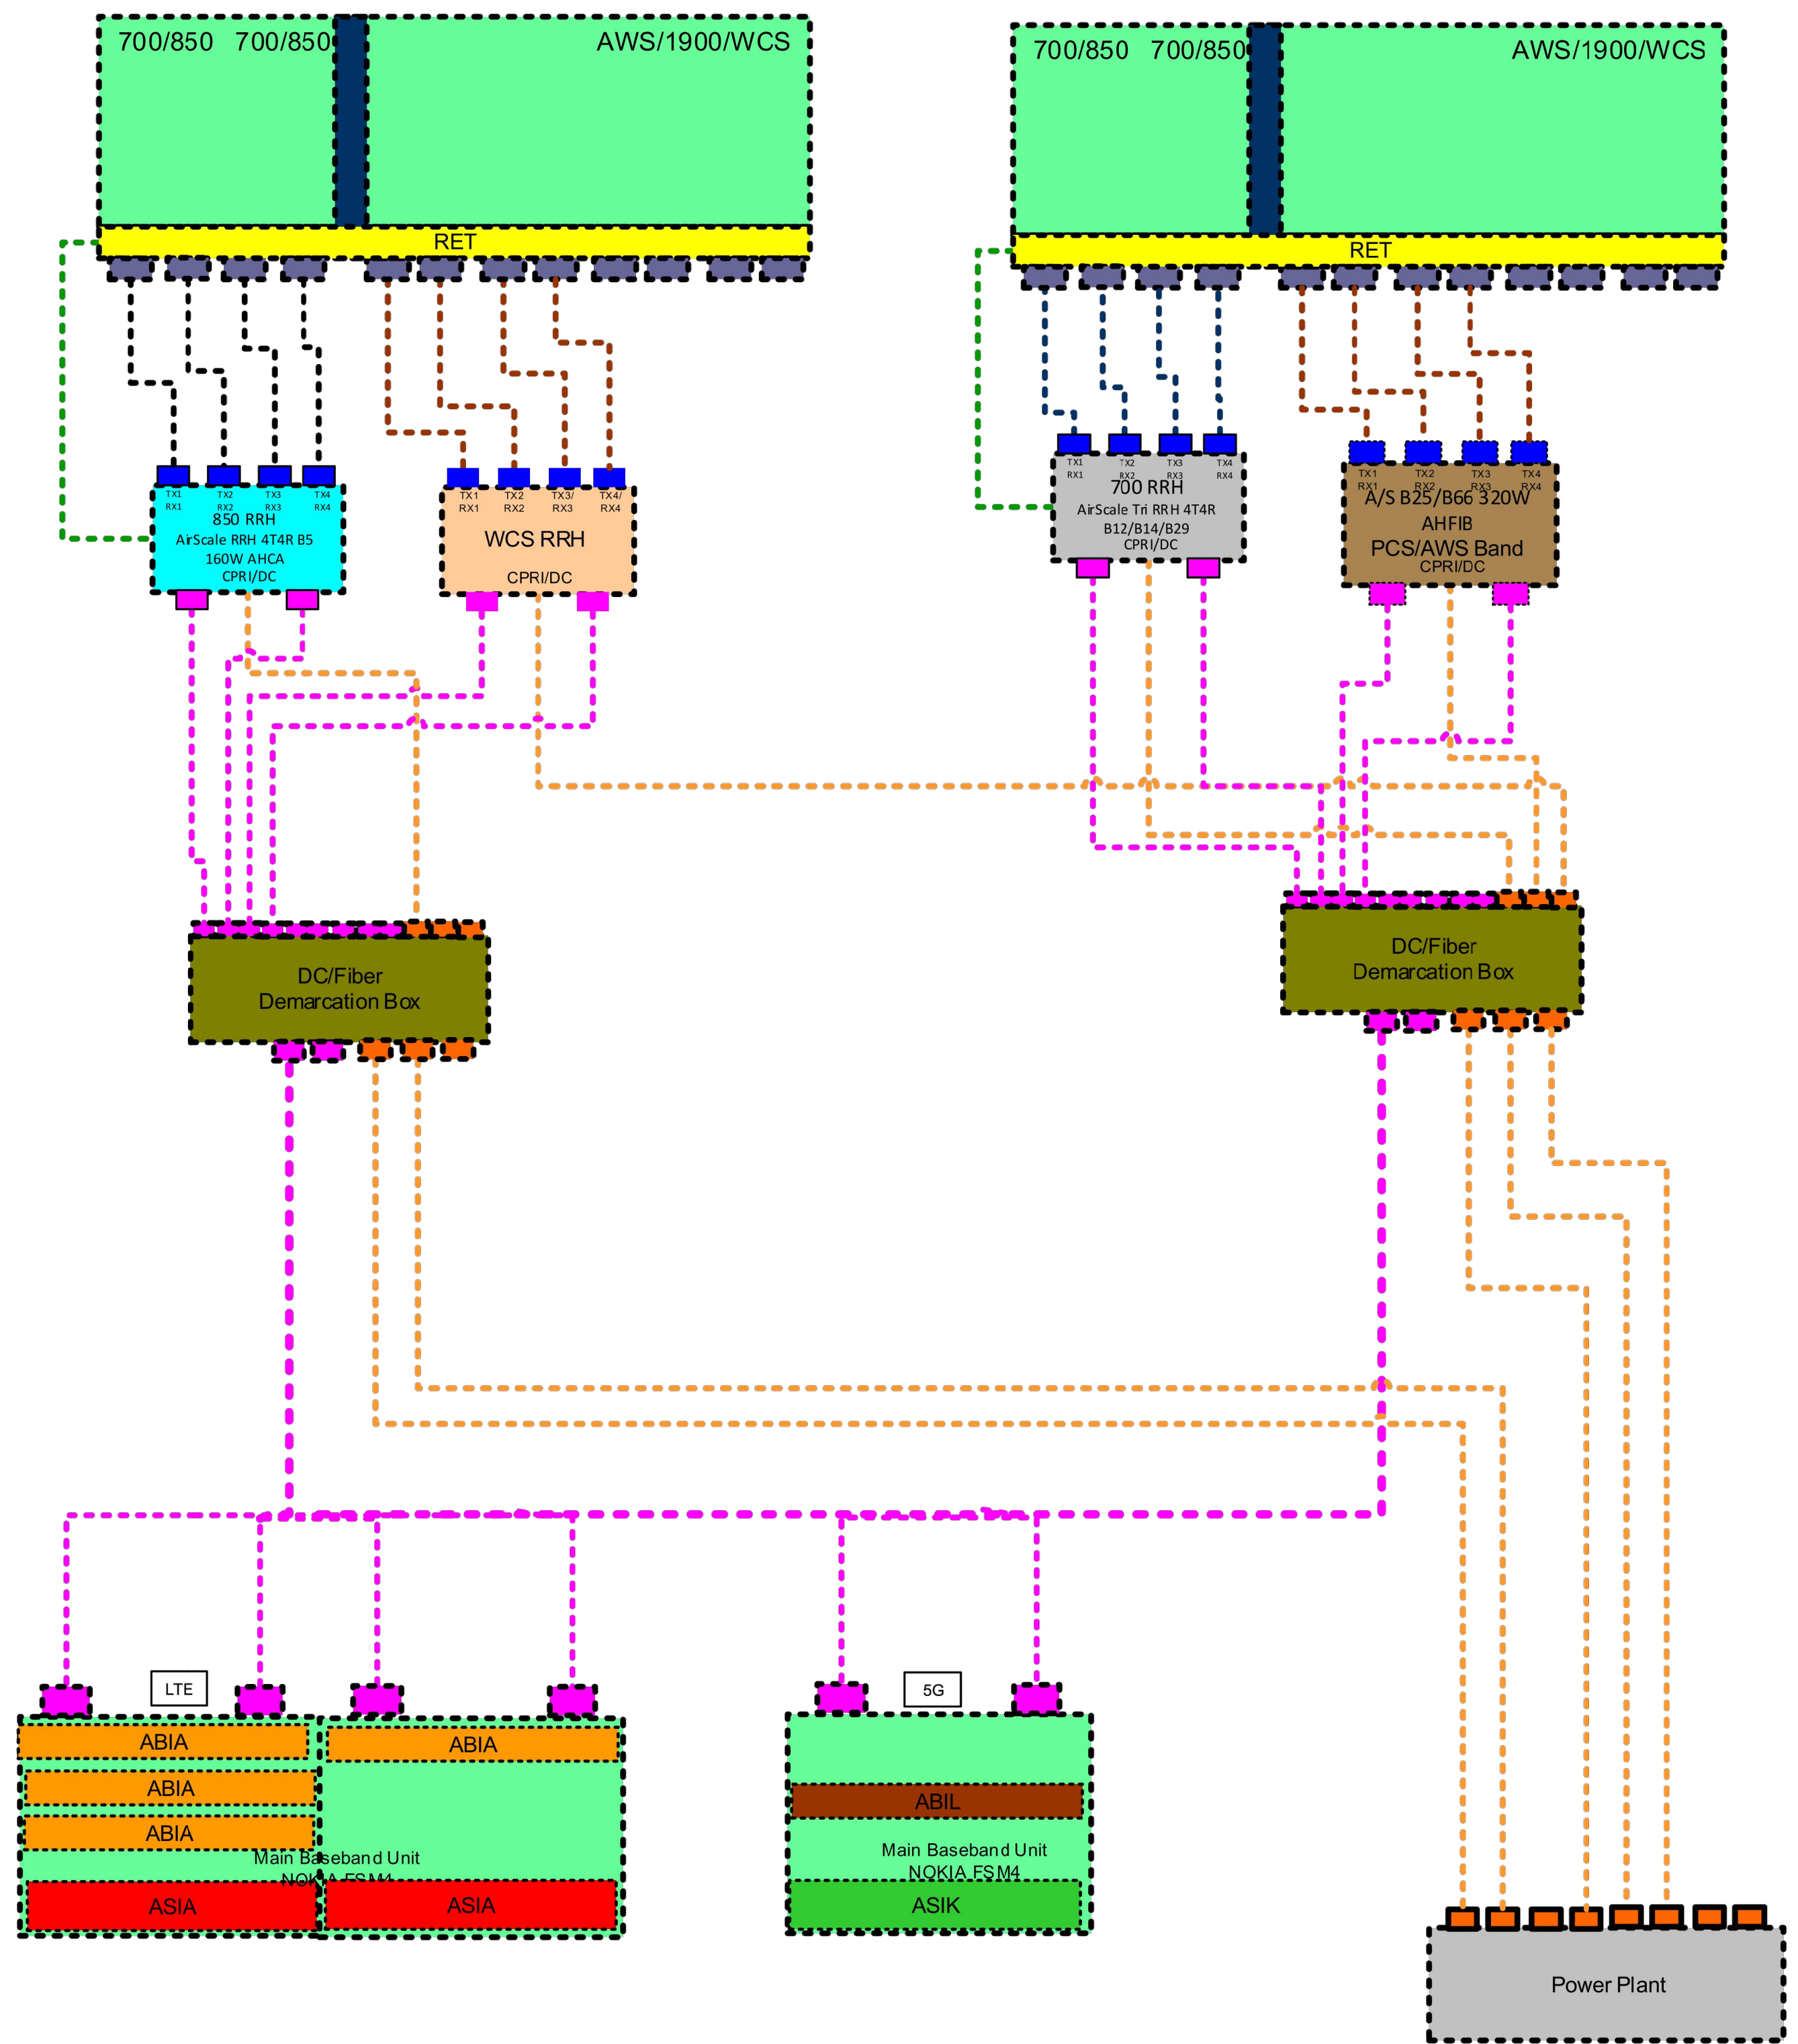 700/850 700/850 AWS/1900/WCS
RET
700/850 700/850 AWS/1900/WCS
RET
TX1 TX2 TX3 TX4
RX1 RX2 RX3 RX4
850 RRH
AirScale RRH 4T4R B5
160W AHCA
CPRI/DC
TX1 TX2 TX3/ TX4/
RX1 RX2 RX3 RX4
WCS RRH
CPRI/DC
TX1 TX2 TX3 TX4
RX1 RX2 RX3 RX4
700 RRH
AirScale Tri RRH 4T4R
B12/B14/B29
CPRI/DC
TX1 TX2 TX3 TX4
RX1 RX2 RX3 RX4
A/S B25/B66 320W
AHFIB
PCS/AWS Band
CPRI/DC
DC/Fiber
Demarcation Box
DC/Fiber
Demarcation Box
LTE
ABIA
ABIA
ABIA
ABIA
Main Baseband Unit
NOKIA FSM4
ASIA
ASIA
5G
ABIL
Main Baseband Unit
NOKIA FSM4
ASIK
Power Plant